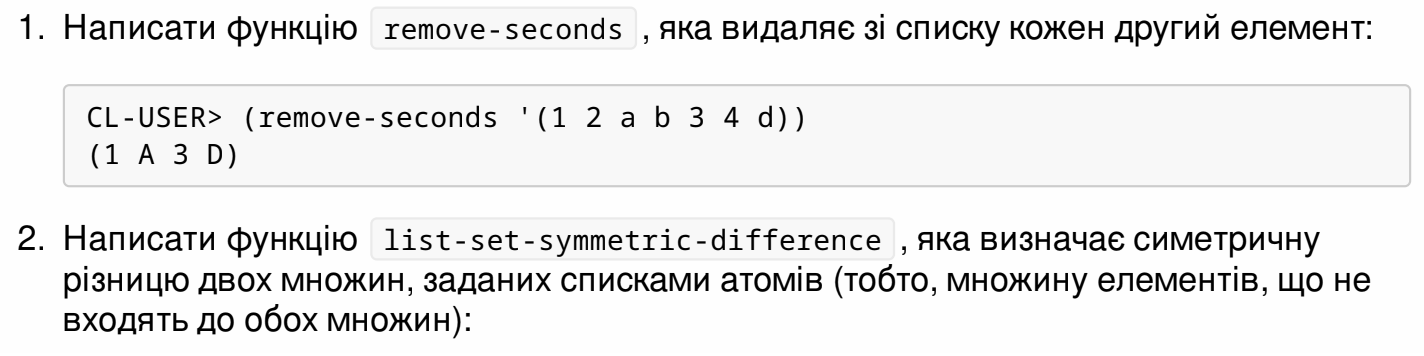 1. Написати функцію remove-seconds , яка видаляє зі списку кожен другий елемент:
CL-USER> (remove-seconds '(1 2 a b 3 4 d))
(1 A 3 D)
2. Написати функцію list-set-symmetric-difference , яка визначає симетричну
різницю двох множин, заданих списками атомів (тобто, множину елементів, що не
входять до обох множин):